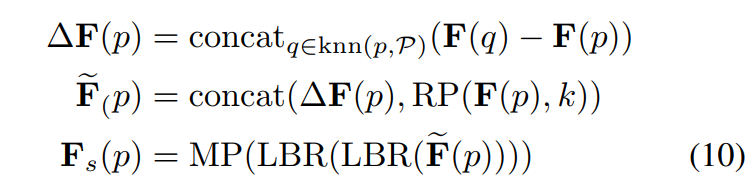 ΔF(p) = concat_{q∈knn(p,𝒫)}(F(q) − F(p))
F̃_(p) = concat(ΔF(p), RP(F(p), k))
F_s(p) = MP(LBR(LBR(F̃(p)))) (10)